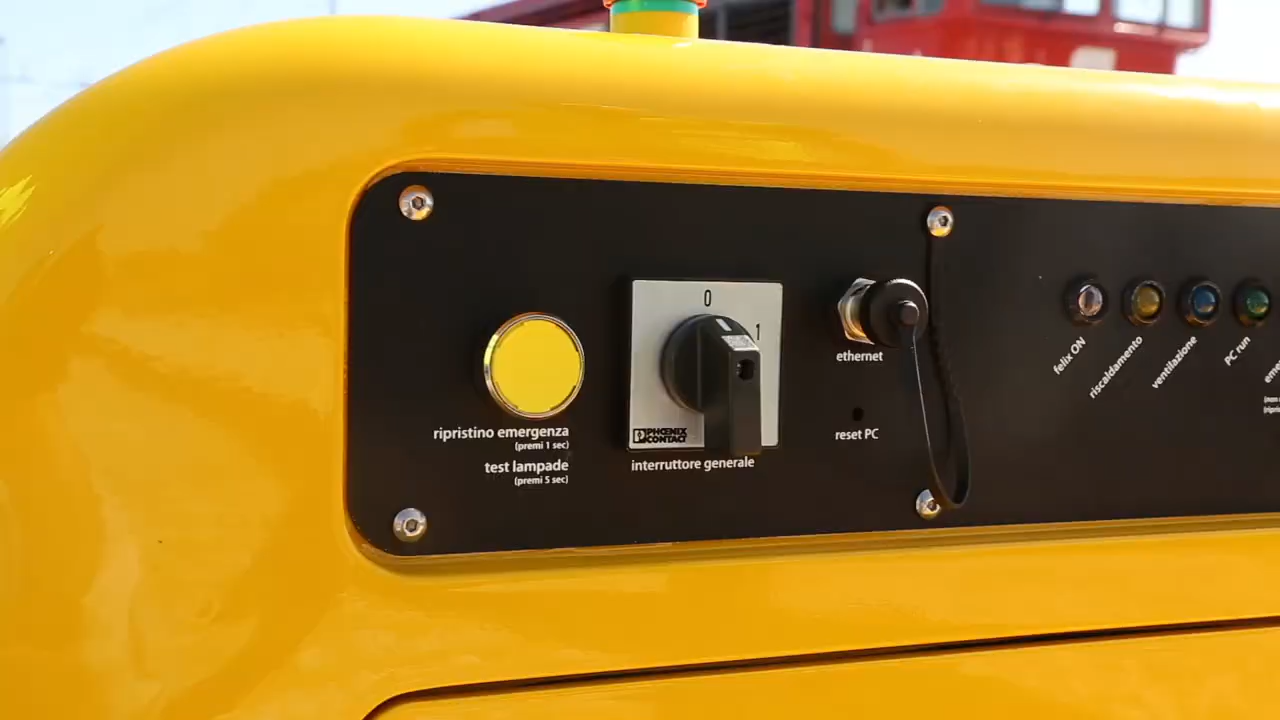 ripristino emergenza
(premi 1 sec)
test lampade
(premi 5 sec)
0
1
PHŒNIX
CONTACT
interruttore generale
ethernet
reset PC
felix ON
riscaldamento
ventilazione
PC run